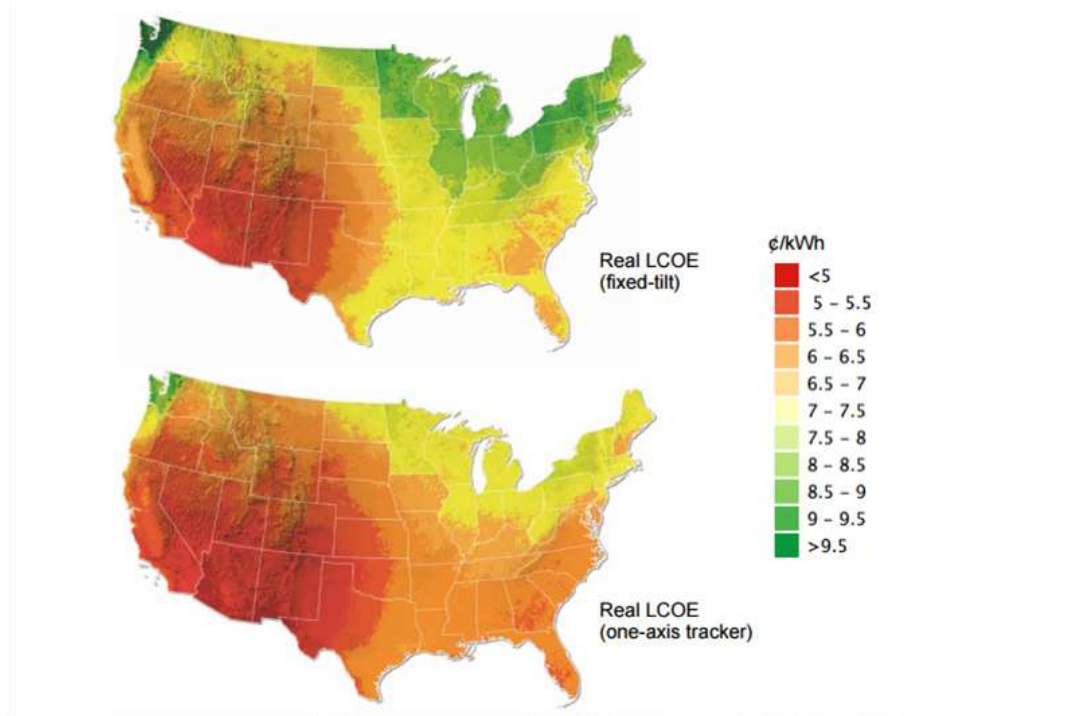 Real LCOE
(fixed-tilt)
¢/kWh
<5
5 – 5.5
5.5 – 6
6 – 6.5
6.5 – 7
7 – 7.5
7.5 – 8
8 – 8.5
8.5 – 9
9 – 9.5
>9.5
Real LCOE
(one-axis tracker)